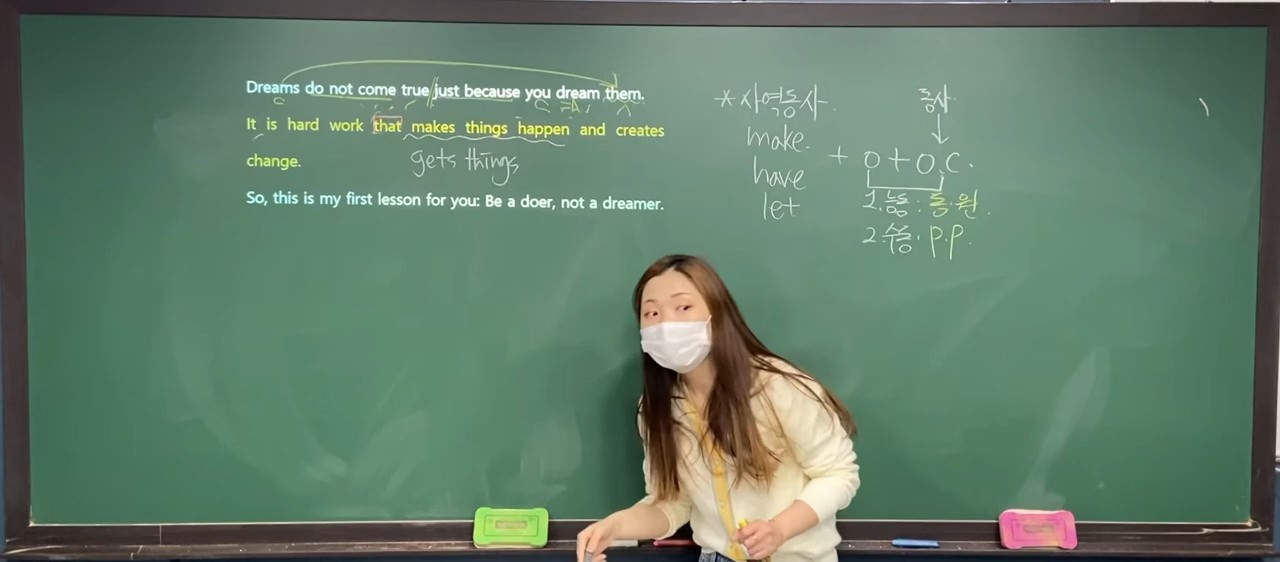 Dreams do not come true just because you dream them.
It is hard work that makes things happen and creates
change.
gets things
So, this is my first lesson for you: Be a doer, not a dreamer.
* 사역동사.
make.
have
let
동사
+ O + O.C.
1. 능 : 동.원.
2. 수동. p.p.